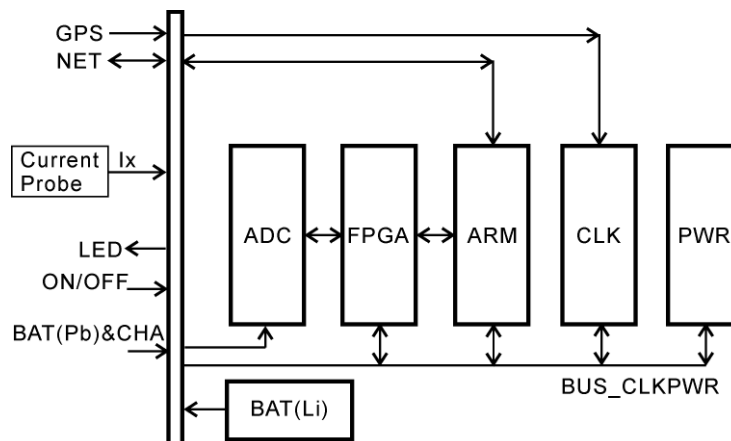 GPS
NET
Current Probe
Ix
LED
ON/OFF
BAT(Pb)&CHA
ADC
FPGA
ARM
CLK
PWR
BUS_CLKPWR
BAT(Li)